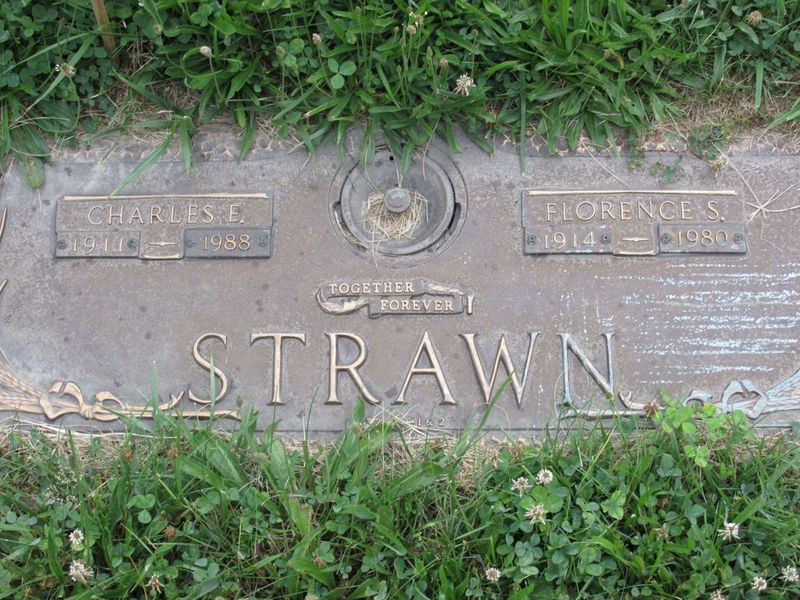 CHARLES E.
1911 – 1988
FLORENCE S.
1914 – 1980
TOGETHER
FOREVER
STRAWN